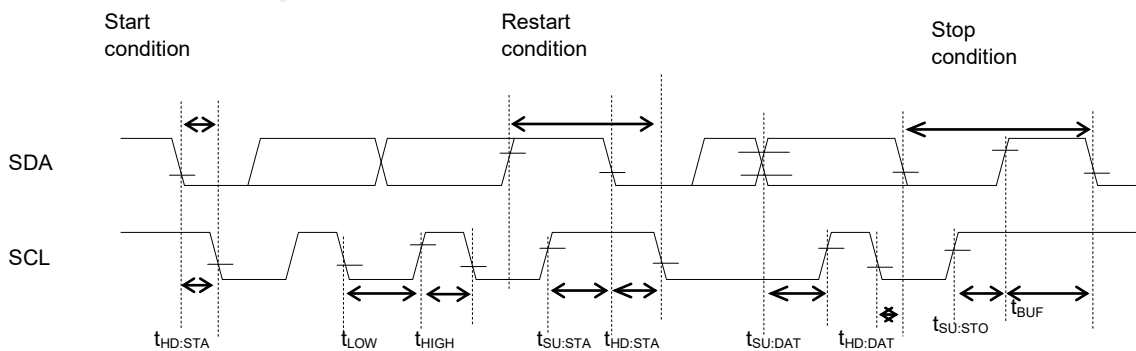 Start
condition
Restart
condition
Stop
condition
SDA
SCL
tHD:STA
tLOW
tHIGH
tSU:STA
tHD:STA
tSU:DAT
tHD:DAT
tSU:STO
tBUF